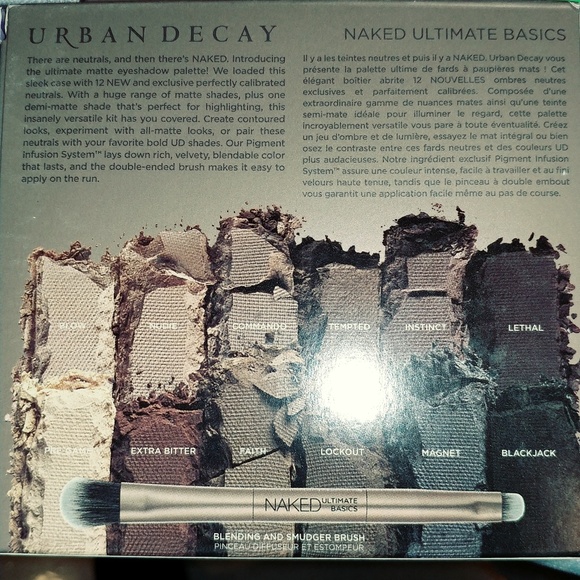 URBAN DECAY
There are neutrals, and then there's NAKED. Introducing
the ultimate matte eyeshadow palette! We loaded this
sleek case with 12 NEW and exclusive perfectly calibrated
neutrals. With a huge range of matte shades, plus one
demi-matte shade that's perfect for highlighting, this
insanely versatile kit has you covered. Create contoured
looks, experiment with all-matte looks, or pair these
neutrals with your favorite bold UD shades. Our Pigment
Infusion System™ lays down rich, velvety, blendable color
that lasts, and the double-ended brush makes it easy to
apply on the run.
NAKED ULTIMATE BASICS
Il y a les teintes neutres et puis il y a NAKED. Urban Decay vous
présente la palette ultime de fards à paupières mats ! Cet
élégant boîtier abrite 12 NOUVELLES ombres neutres
exclusives et parfaitement calibrées. Composée d'une
extraordinaire gamme de nuances mates ainsi qu'une teinte
semi-mate idéale pour illuminer le regard, cette palette
incroyablement versatile vous pare à toute éventualité. Créez
un jeu d'ombre et de lumière, essayez le mat intégral ou bien
osez le contraste entre ces fards neutres et des couleurs UD
plus audacieuses. Notre ingrédient exclusif Pigment Infusion
System™ assure une couleur intense, facile à travailler et au fini
velours haute tenue, tandis que le pinceau à double embout
vous garantit une application facile même au pas de course.
BLOW NUDIE COMMANDO TEMPTED INSTINCT LETHAL
PRE-GAME EXTRA BITTER FAITH LOCKOUT MAGNET BLACKJACK
NAKED ULTIMATE
BASICS
BLENDING AND SMUDGER BRUSH
PINCEAU DIFFUSEUR ET ESTOMPEUR